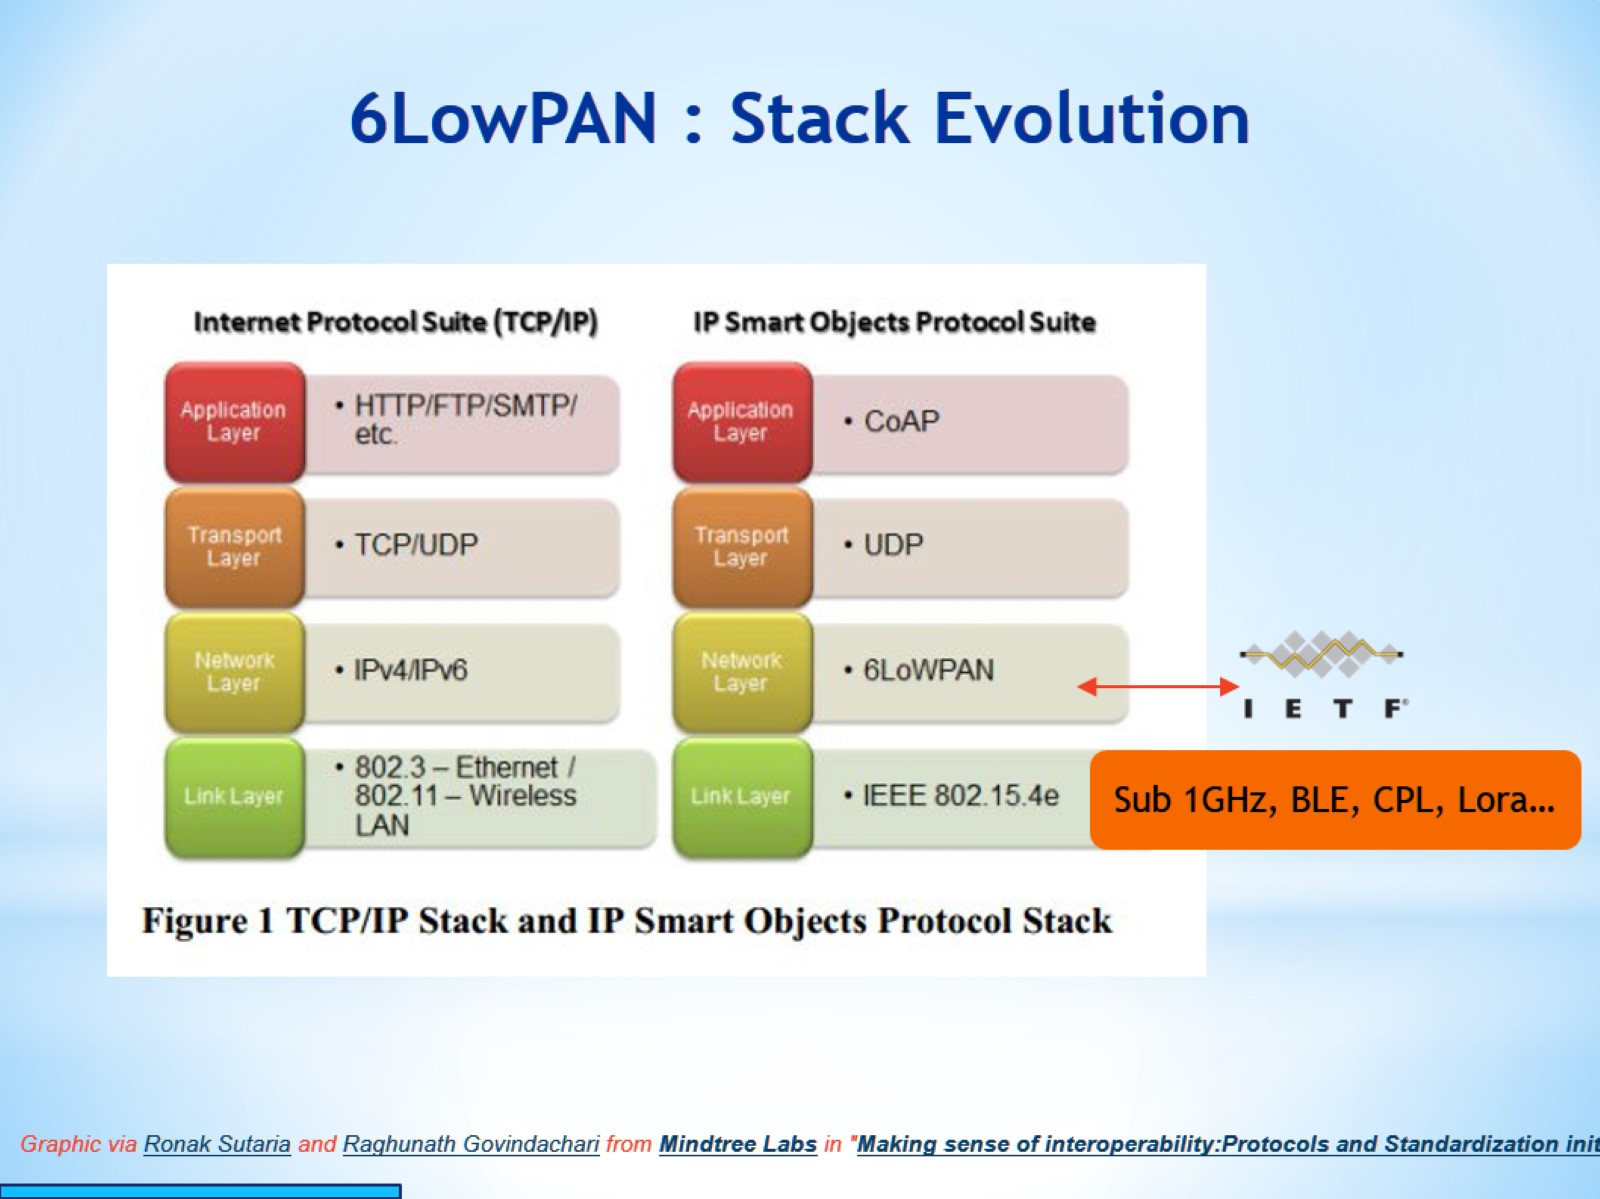 6LowPAN : Stack Evolution
Internet Protocol Suite (TCP/IP)
Application
Layer
• HTTP/FTP/SMTP/
etc.
Transport
Layer
• TCP/UDP
Network
Layer
• IPv4/IPv6
Link Layer
• 802.3 – Ethernet /
802.11 – Wireless
LAN
IP Smart Objects Protocol Suite
Application
Layer
• CoAP
Transport
Layer
• UDP
Network
Layer
• 6LoWPAN
Link Layer
• IEEE 802.15.4e
I E T F®
Sub 1GHz, BLE, CPL, Lora...
Figure 1 TCP/IP Stack and IP Smart Objects Protocol Stack
Graphic via Ronak Sutaria and Raghunath Govindachari from Mindtree Labs in "Making sense of interoperability:Protocols and Standardization init